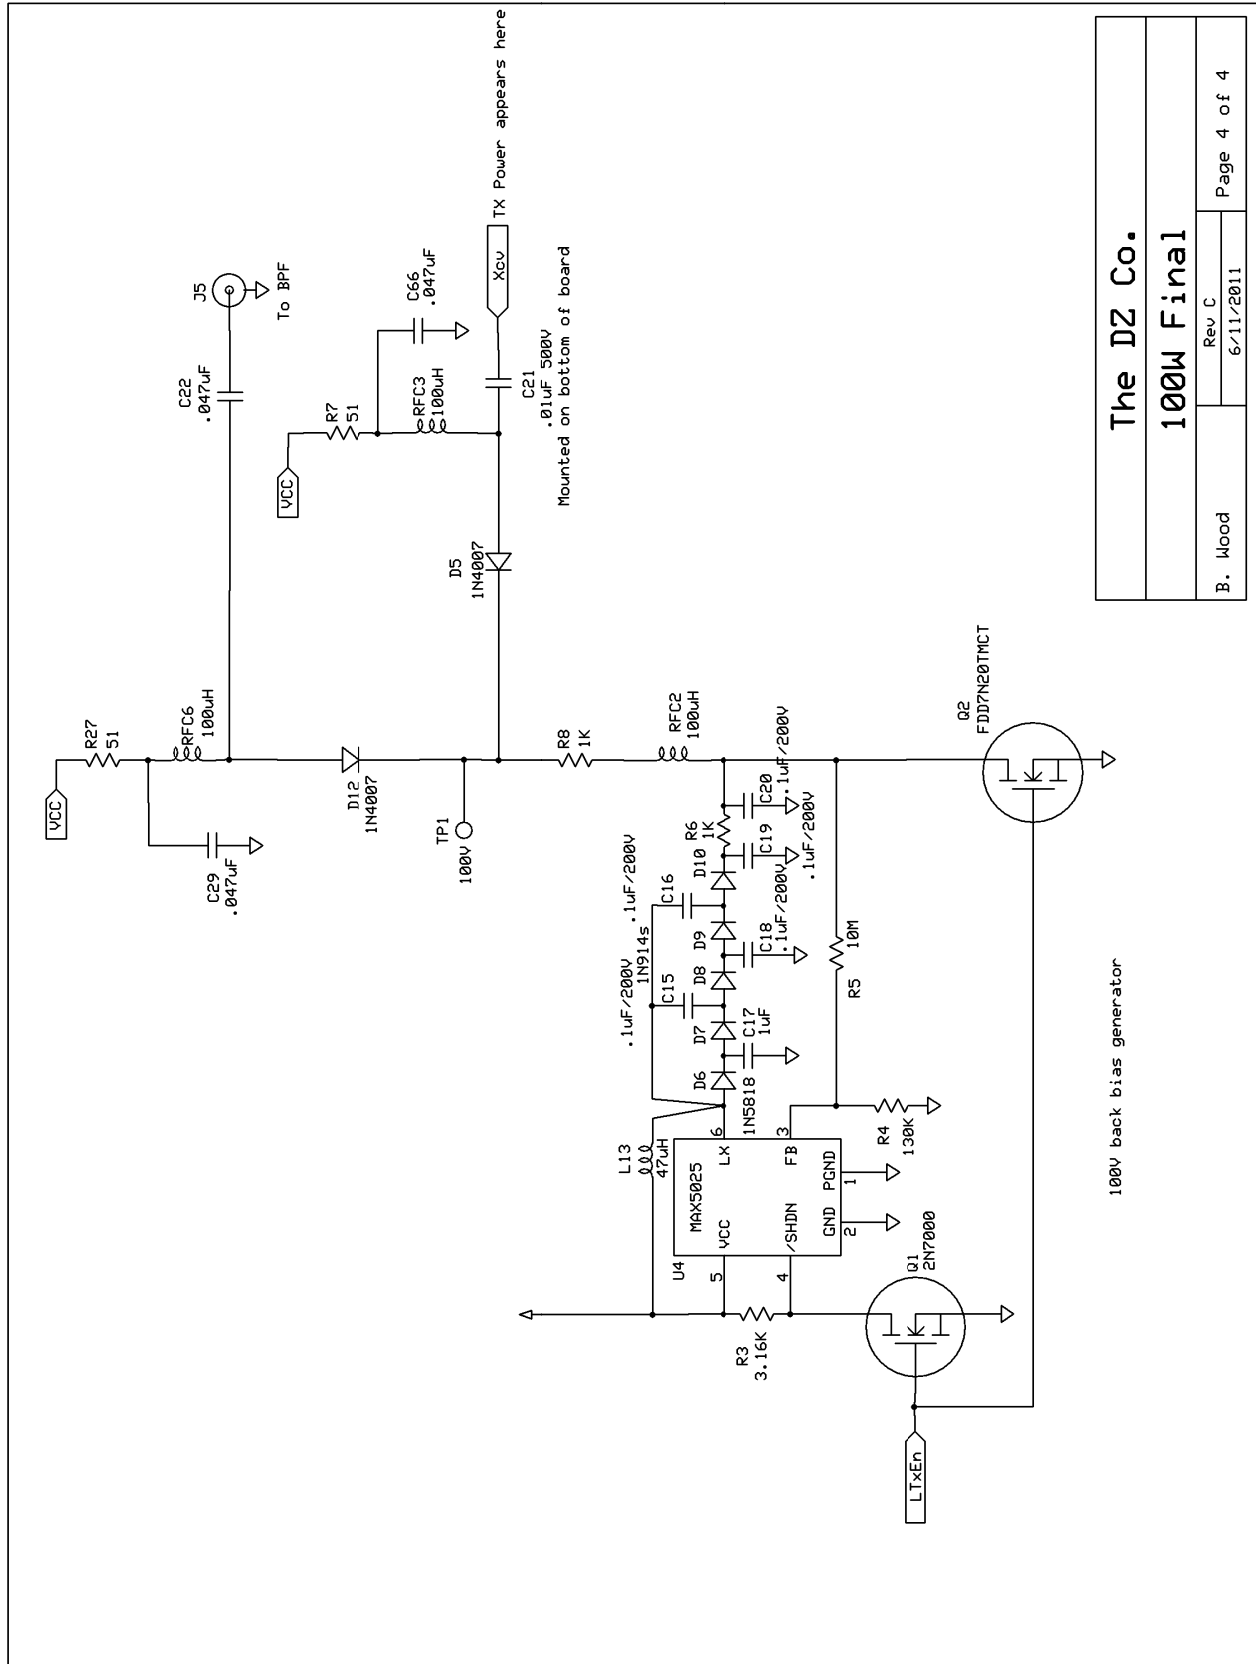 VCC
R27
51
RFC6
100uH
C29
.047uF
D12
1N4007
TP1
100V
C22
.047uF
J5
To BPF
VCC
R7
51
RFC3
100uH
C66
.047uF
D5
1N4007
C21
.01uF 500V
Mounted on bottom of board
Xcv
TX Power appears here
R8
1K
RFC2
100uH
L13
47uH
U4
MAX5025
VCC
5
LX
6
/SHDN
4
FB
3
GND
2
PGND
1
R3
3.16K
Q1
2N7000
LTxEn
D6
1N5818
C17
1uF
D7
C15
.1uF/200V
1N914s
D8
C18
.1uF/200V
D9
C16
.1uF/200V
D10
C19
.1uF/200V
R6
1K
C20
.1uF/200V
R5
10M
R4
130K
Q2
FDD7N20TMCT
100V back bias generator
The DZ Co.
100W Final
B. Wood
Rev C
6/11/2011
Page 4 of 4